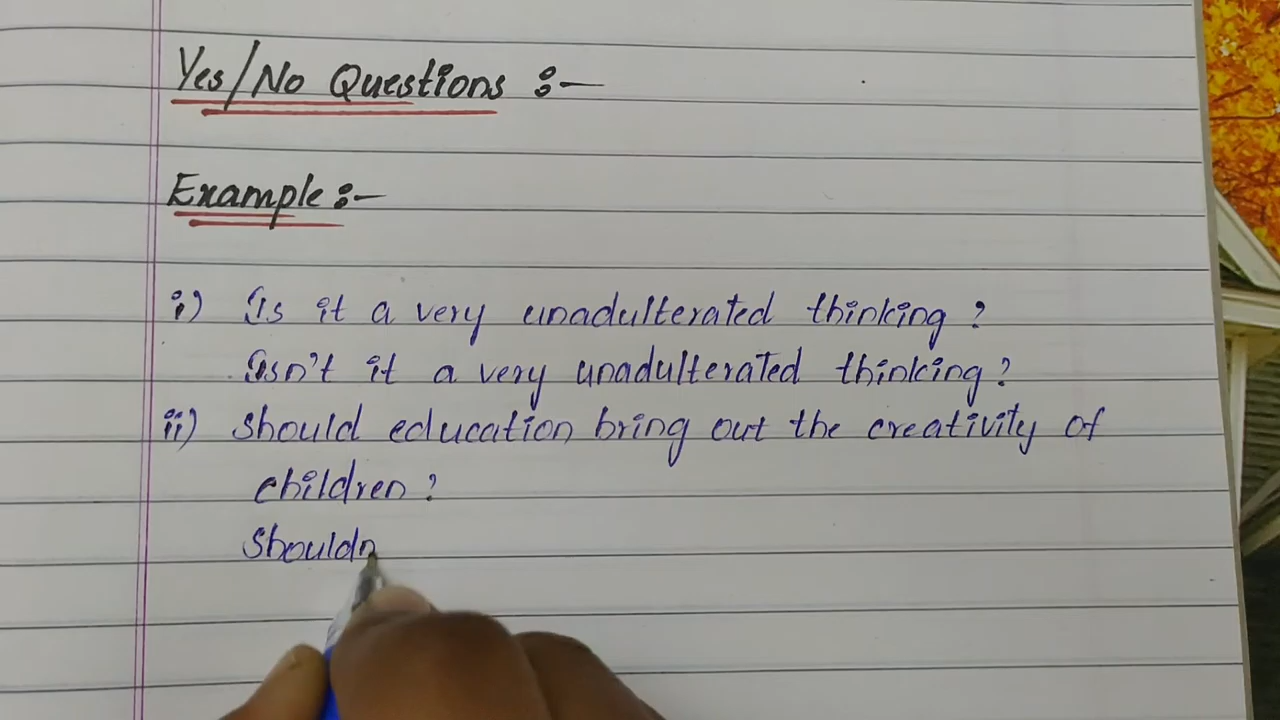 Yes/No Questions :-
Example :-
i) Is it a very unadulterated thinking ?
Isn't it a very unadulterated thinking ?
ii) Should education bring out the creativity of
children ?
Shouldn